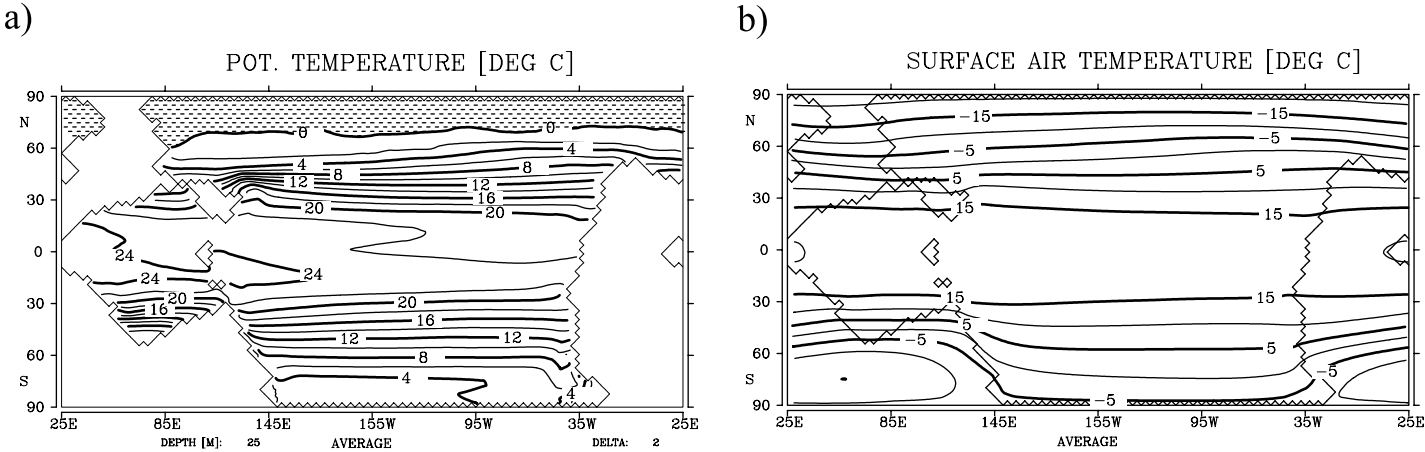 a)
POT. TEMPERATURE [DEG C]
90
N
60
30
0
30
60
S
90
0
0
4
4
8
8
12
12
16
20
20
24
24
24
20
16
20
16
12
12
8
4
4
25E
85E
145E
155W
95W
35W
25E
DEPTH [M]: 25
AVERAGE
DELTA: 2
b)
SURFACE AIR TEMPERATURE [DEG C]
90
N
60
30
0
30
60
S
90
-15
-15
-5
-5
5
5
15
15
15
15
5
5
-5
-5
-5
25E
85E
145E
155W
95W
35W
25E
AVERAGE